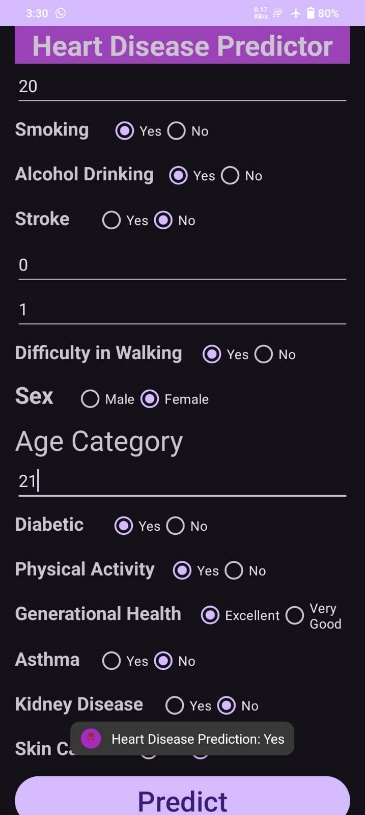 3:30 8.17 KB/s 80%
Heart Disease Predictor
20
Smoking Yes No
Alcohol Drinking Yes No
Stroke Yes No
0
1
Difficulty in Walking Yes No
Sex Male Female
Age Category
21
Diabetic Yes No
Physical Activity Yes No
Generational Health Excellent Very Good
Asthma Yes No
Kidney Disease Yes No
Skin Ca
Heart Disease Prediction: Yes
Predict